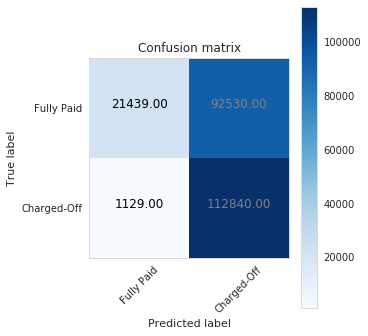 Confusion matrix
True label
Fully Paid
21439.00
92530.00
Charged-Off
1129.00
112840.00
Fully Paid
Charged-Off
Predicted label
100000
80000
60000
40000
20000